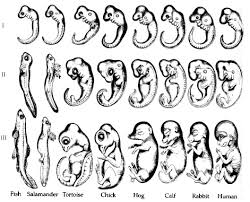 I
II
III
Fish Salamander Tortoise Chick Hog Calf Rabbit Human